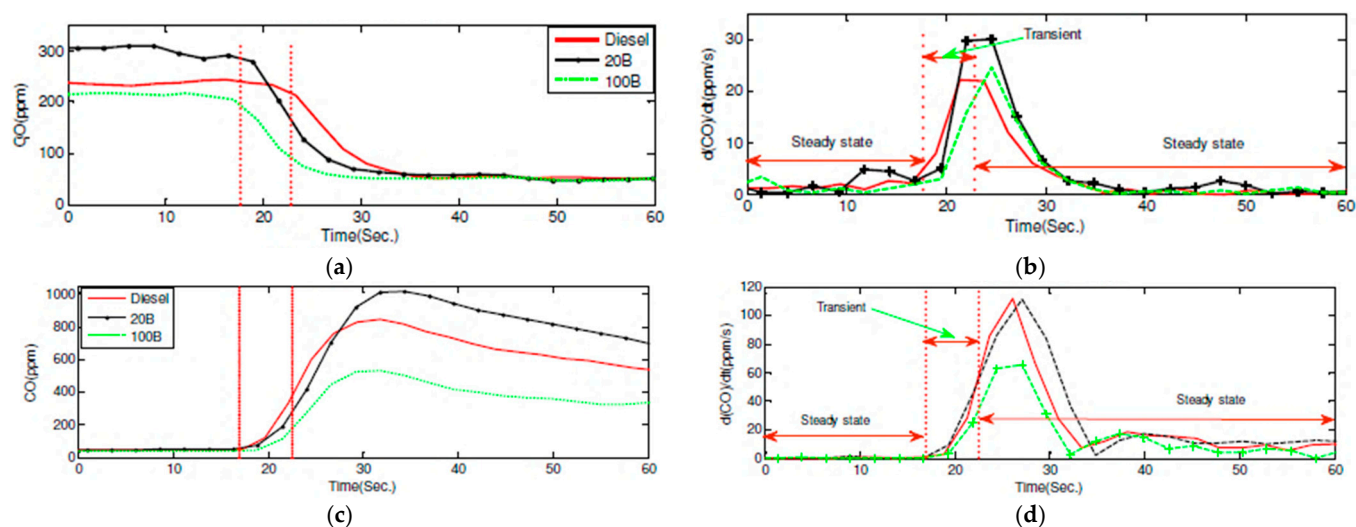 CO(ppm)
300
200
100
0
Diesel
20B
100B
0 10 20 30 40 50 60
Time(Sec.)
(a)
d(CO)/dt(ppm/s)
30
20
10
0
Transient
Steady state
Steady state
0 10 20 30 40 50 60
Time(Sec.)
(b)
CO(ppm)
1000
800
600
400
200
0
Diesel
20B
100B
0 10 20 30 40 50 60
Time(Sec.)
(c)
d(CO)/dt(ppm/s)
120
100
80
60
40
20
0
Transient
Steady state
Steady state
0 10 20 30 40 50 60
Time(Sec.)
(d)